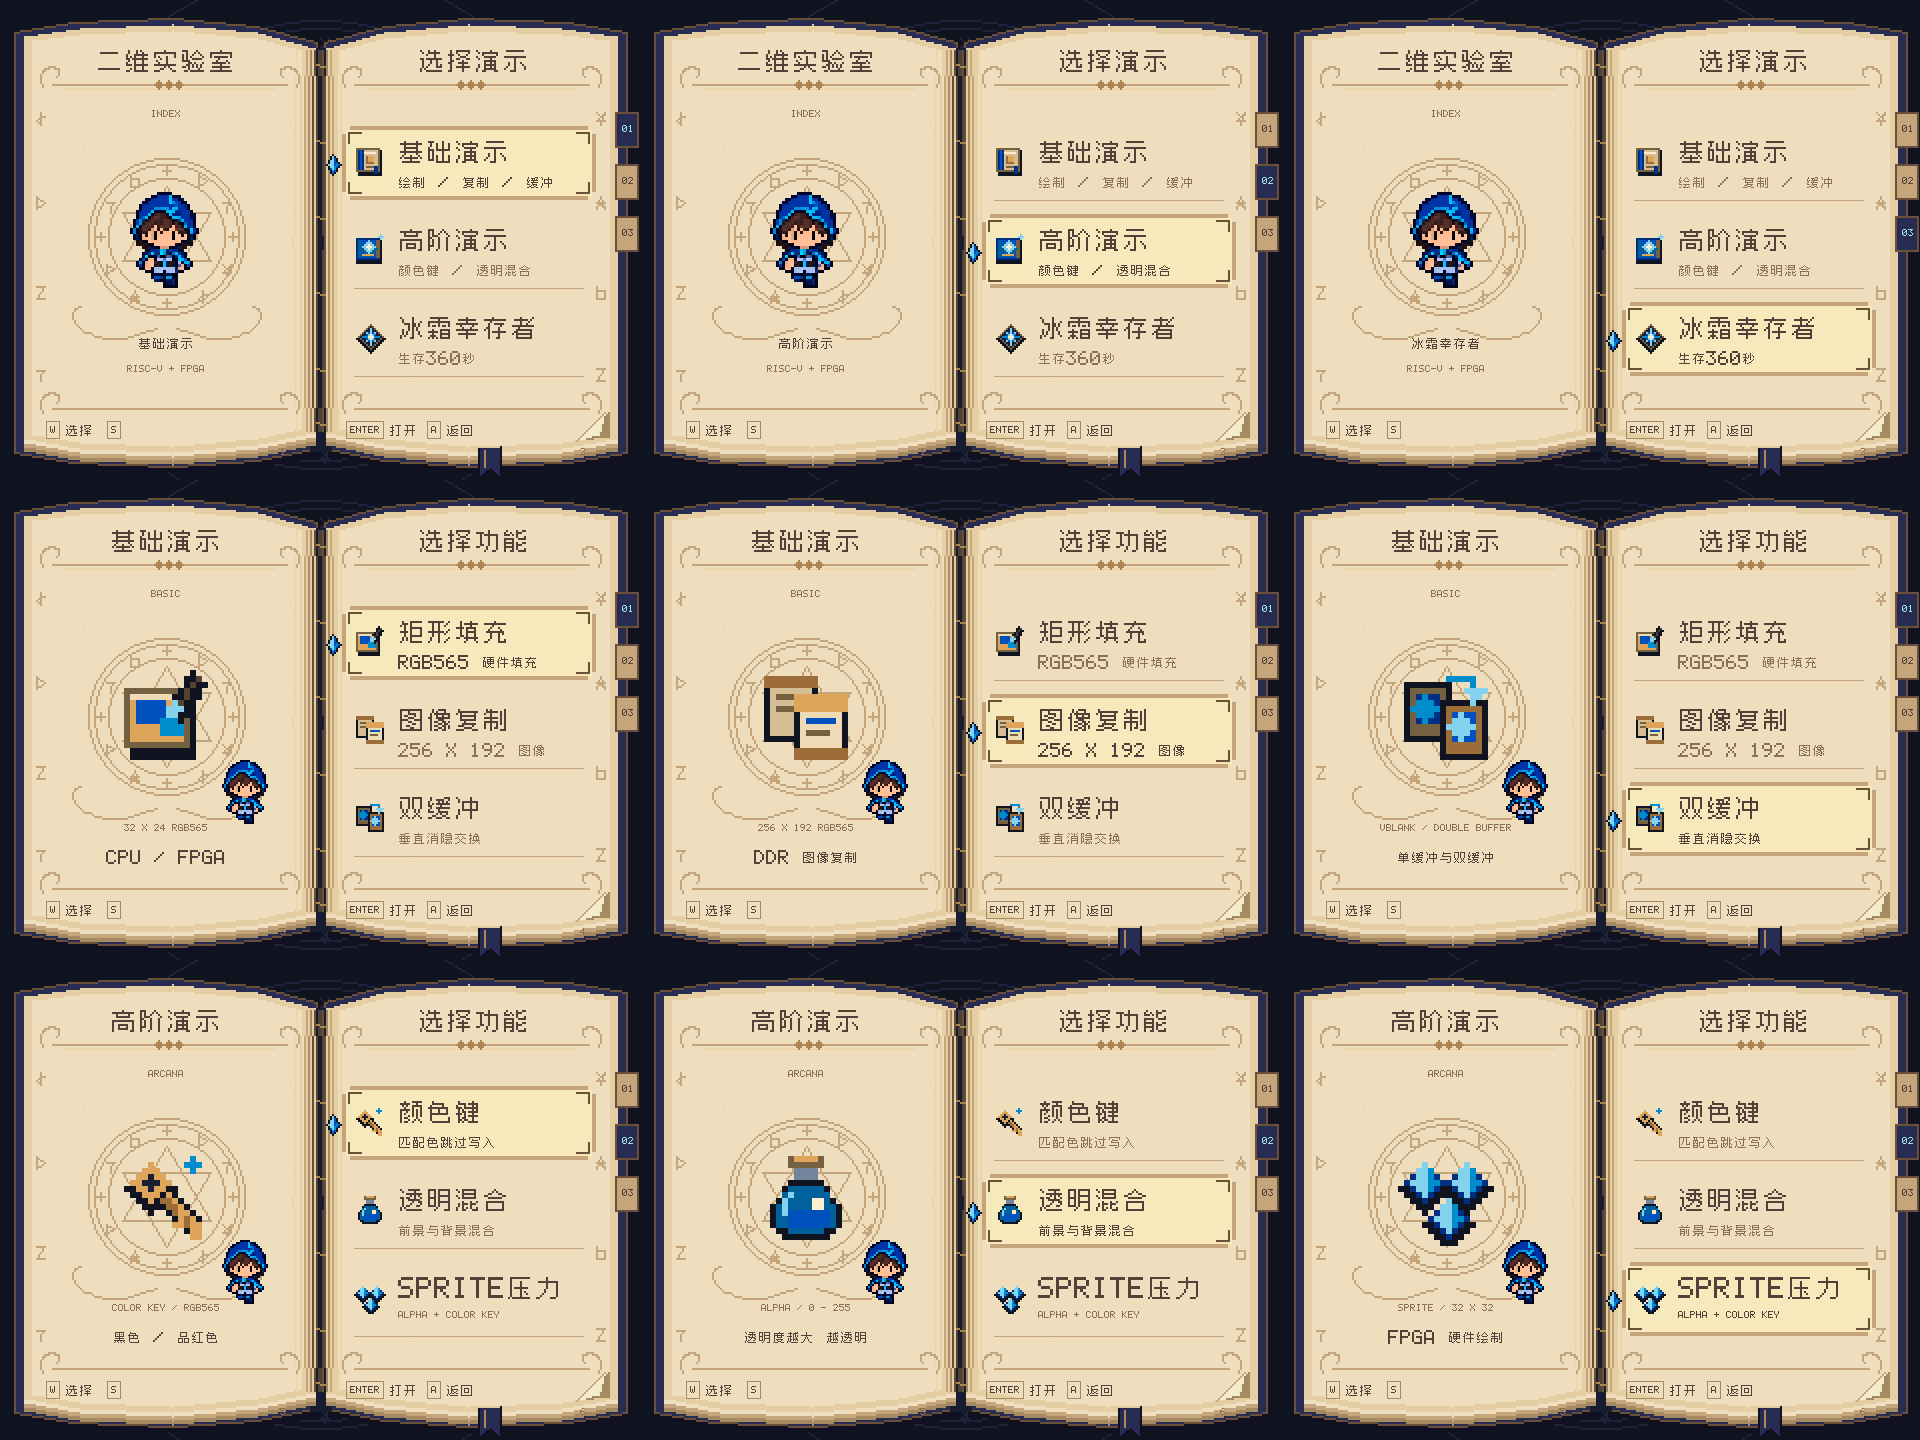 二维实验室
INDEX
基础演示
RISC-V + FPGA
W 选择 S
选择演示
基础演示
绘制 / 复制 / 缓冲
高阶演示
颜色键 / 透明混合
冰霜幸存者
生存360秒
ENTER 打开 A 返回
01
02
03
二维实验室
INDEX
高阶演示
RISC-V + FPGA
W 选择 S
选择演示
基础演示
绘制 / 复制 / 缓冲
高阶演示
颜色键 / 透明混合
冰霜幸存者
生存360秒
ENTER 打开 A 返回
01
02
03
二维实验室
INDEX
冰霜幸存者
RISC-V + FPGA
W 选择 S
选择演示
基础演示
绘制 / 复制 / 缓冲
高阶演示
颜色键 / 透明混合
冰霜幸存者
生存360秒
ENTER 打开 A 返回
01
02
03
基础演示
BASIC
32 X 24 RGB565
CPU / FPGA
W 选择 S
选择功能
矩形填充
RGB565 硬件填充
图像复制
256 X 192 图像
双缓冲
垂直消隐交换
ENTER 打开 A 返回
01
02
03
基础演示
BASIC
256 X 192 RGB565
DDR 图像复制
W 选择 S
选择功能
矩形填充
RGB565 硬件填充
图像复制
256 X 192 图像
双缓冲
垂直消隐交换
ENTER 打开 A 返回
01
02
03
基础演示
BASIC
VBLANK / DOUBLE BUFFER
单缓冲与双缓冲
W 选择 S
选择功能
矩形填充
RGB565 硬件填充
图像复制
256 X 192 图像
双缓冲
垂直消隐交换
ENTER 打开 A 返回
01
02
03
高阶演示
ARCANA
COLOR KEY / RGB565
黑色 / 品红色
W 选择 S
选择功能
颜色键
匹配色跳过写入
透明混合
前景与背景混合
SPRITE压力
ALPHA + COLOR KEY
ENTER 打开 A 返回
01
02
03
高阶演示
ARCANA
ALPHA / 0 - 255
透明度越大 越透明
W 选择 S
选择功能
颜色键
匹配色跳过写入
透明混合
前景与背景混合
SPRITE压力
ALPHA + COLOR KEY
ENTER 打开 A 返回
01
02
03
高阶演示
ARCANA
SPRITE / 32 X 32
FPGA 硬件绘制
W 选择 S
选择功能
颜色键
匹配色跳过写入
透明混合
前景与背景混合
SPRITE压力
ALPHA + COLOR KEY
ENTER 打开 A 返回
01
02
03